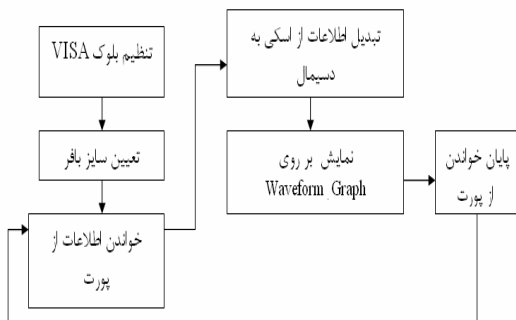 تنظیم بلوک VISA
تعیین سایز بافر
خواندن اطلاعات از
پورت
تبدیل اطلاعات از اسکی به
دسیمال
نمایش بر روی
Waveform_Graph
پایان خواندن
از پورت